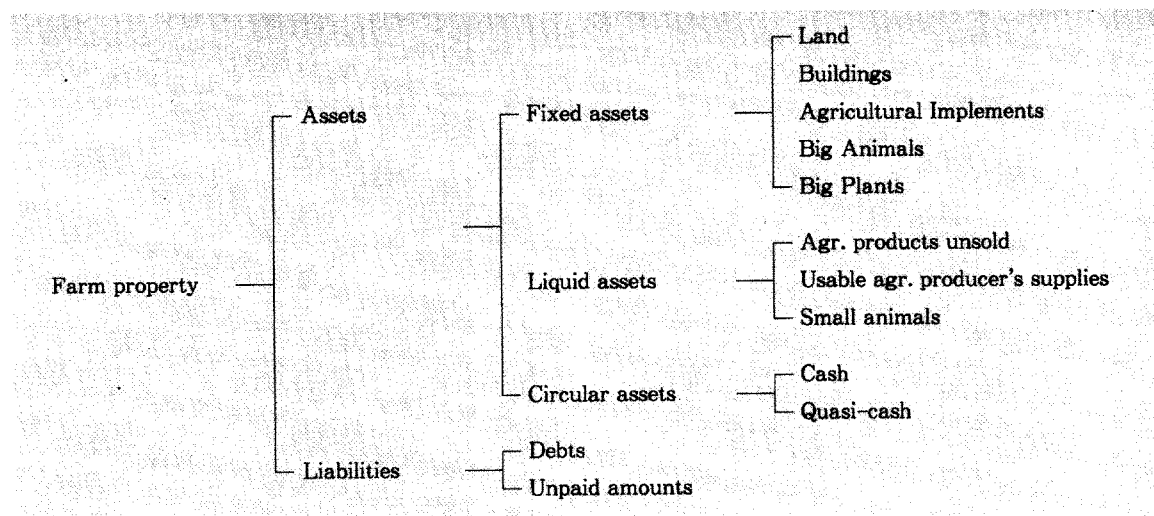 Farm property
Assets
Fixed assets
Land
Buildings
Agricultural Implements
Big Animals
Big Plants
Liquid assets
Agr. products unsold
Usable agr. producer's supplies
Small animals
Circular assets
Cash
Quasi-cash
Liabilities
Debts
Unpaid amounts